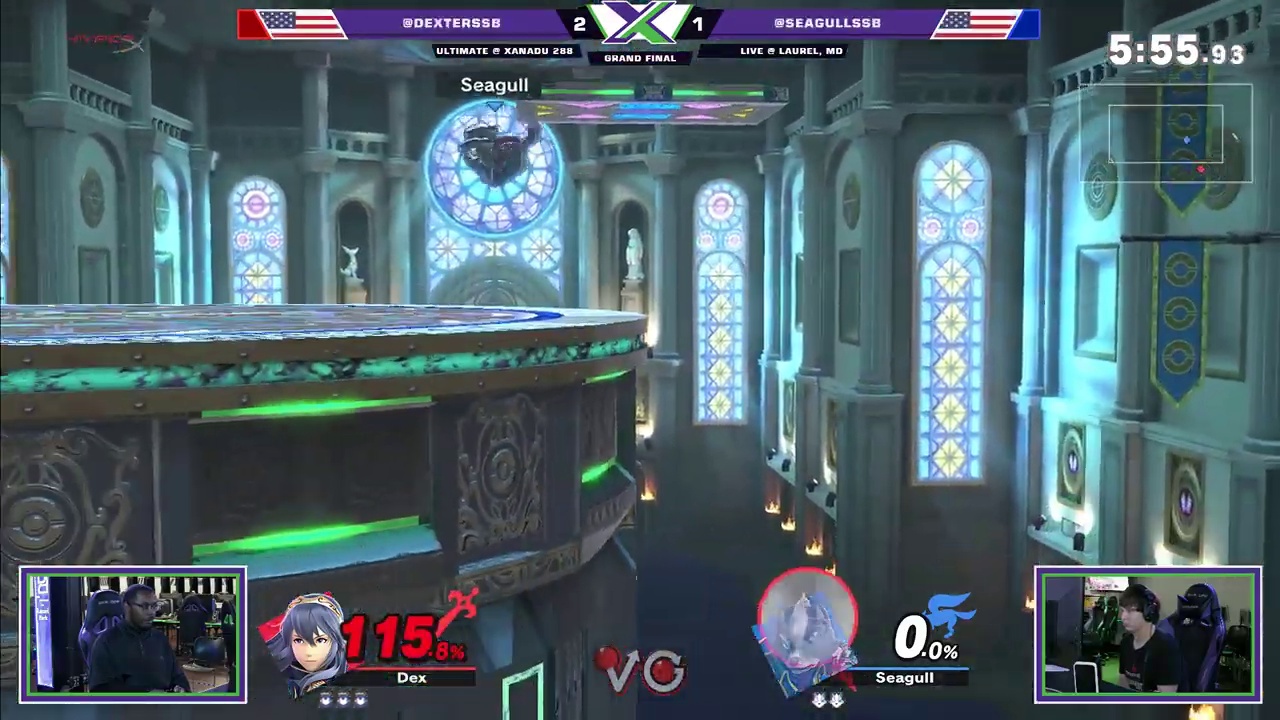 @DEXTERSSB
2
1
@SEAGULLSSB
ULTIMATE @ XANADU 288
GRAND FINAL
LIVE @ LAUREL, MD
5:55.93
Seagull
115.8%
Dex
0.0%
Seagull